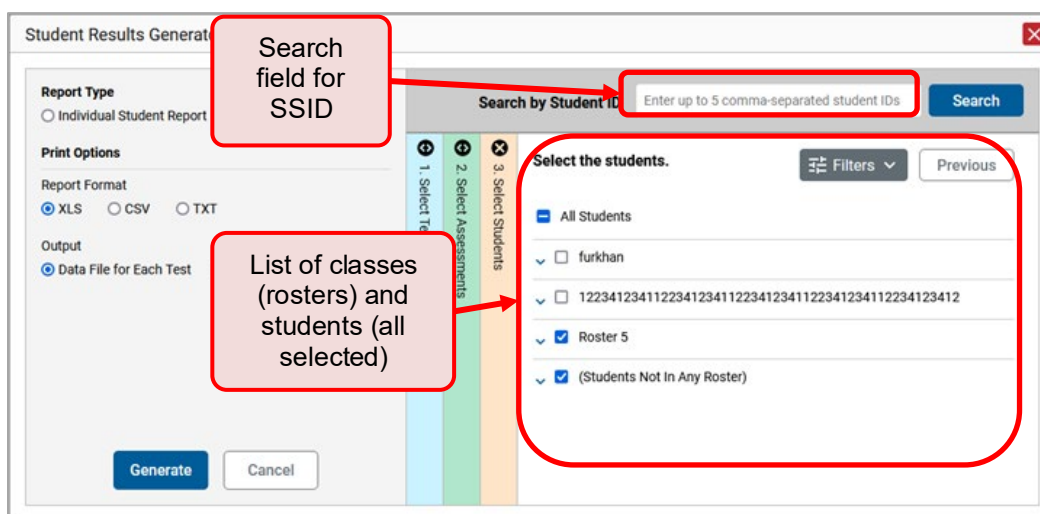 Student Results Generat
Search
field for
SSID
Report Type
Individual Student Report
Print Options
Report Format
XLS CSV TXT
Output
Data File for Each Test
Generate Cancel
Search by Student ID
Enter up to 5 comma-separated student IDs
Search
1. Select Te
2. Select Assessments
3. Select Students
Select the students.
Filters
Previous
All Students
furkhan
122341234112234123411223412341122341234112234123412
Roster 5
(Students Not In Any Roster)
List of classes
(rosters) and
students (all
selected)